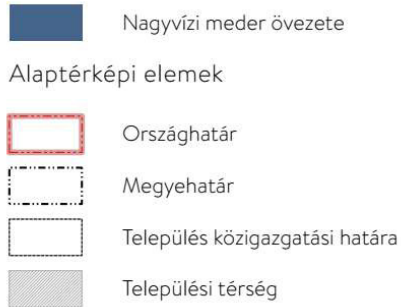 Nagyvízi meder övezete
Alaptérképi elemek
Országhatár
Megyehatár
Település közigazgatási határa
Települési térség